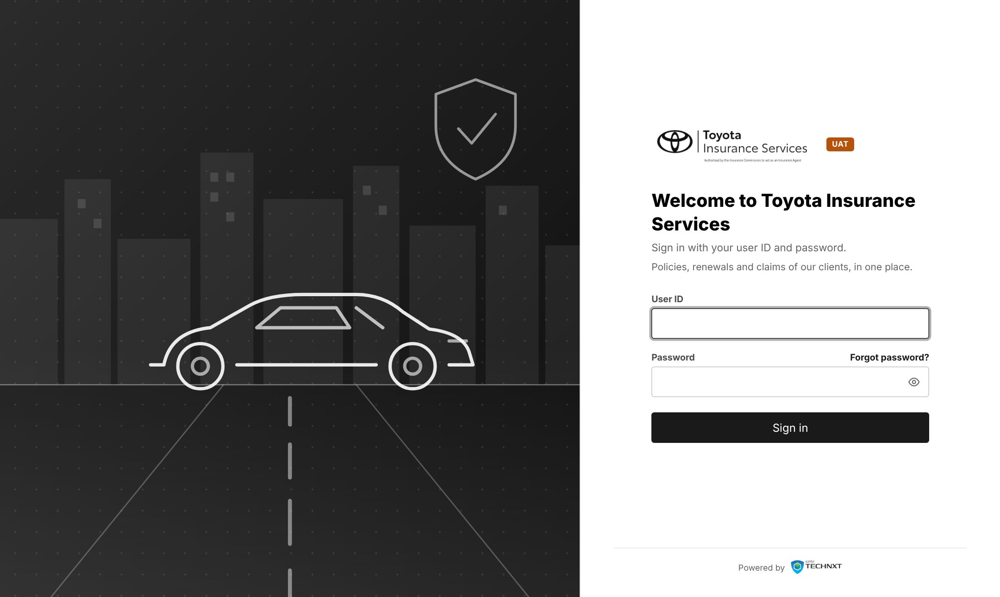 Toyota
Insurance Services
Authorized by the Insurance Commission to act as an Insurance Agent
UAT
Welcome to Toyota Insurance
Services
Sign in with your user ID and password.
Policies, renewals and claims of our clients, in one place.
User ID
Password
Forgot password?
Sign in
Powered by
iorta
TECHNXT